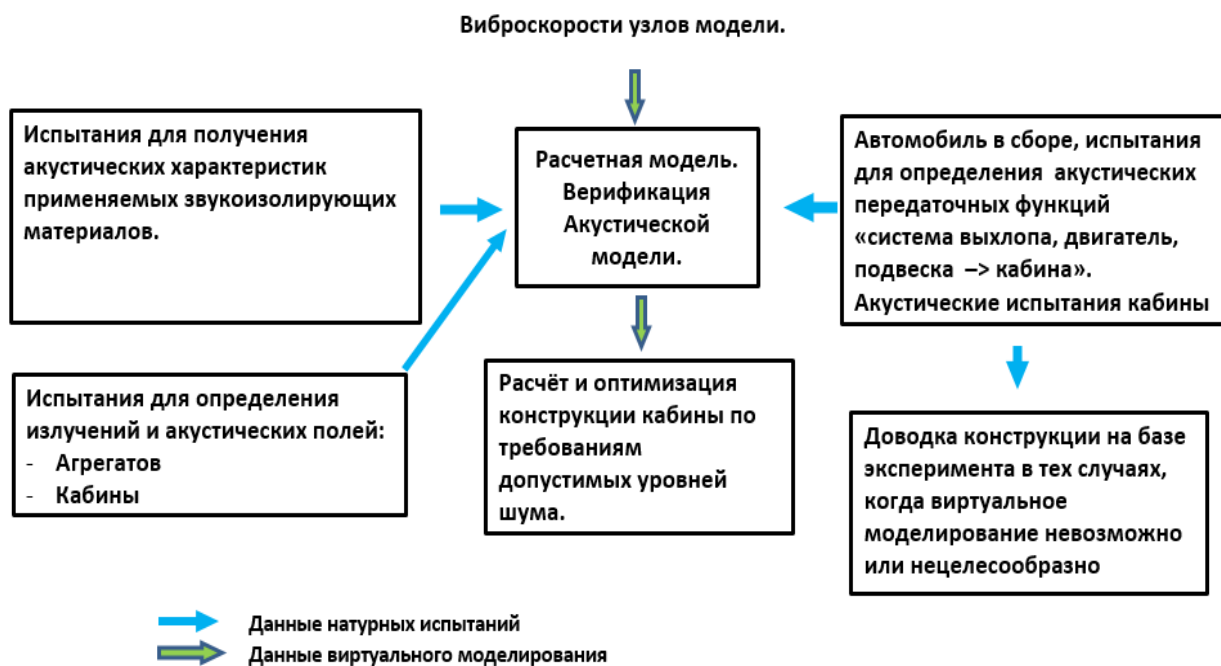 Виброскорости узлов модели.
Испытания для получения
акустических характеристик
применяемых звукоизолирующих
материалов.
Расчетная модель.
Верификация
Акустической
модели.
Автомобиль в сборе, испытания
для определения акустических
передаточных функций
«система выхлопа, двигатель,
подвеска –> кабина».
Акустические испытания кабины
Испытания для определения
излучений и акустических полей:
- Агрегатов
- Кабины
Расчёт и оптимизация
конструкции кабины по
требованиям
допустимых уровней
шума.
Доводка конструкции на базе
эксперимента в тех случаях,
когда виртуальное
моделирование невозможно
или нецелесообразно
Данные натурных испытаний
Данные виртуального моделирования